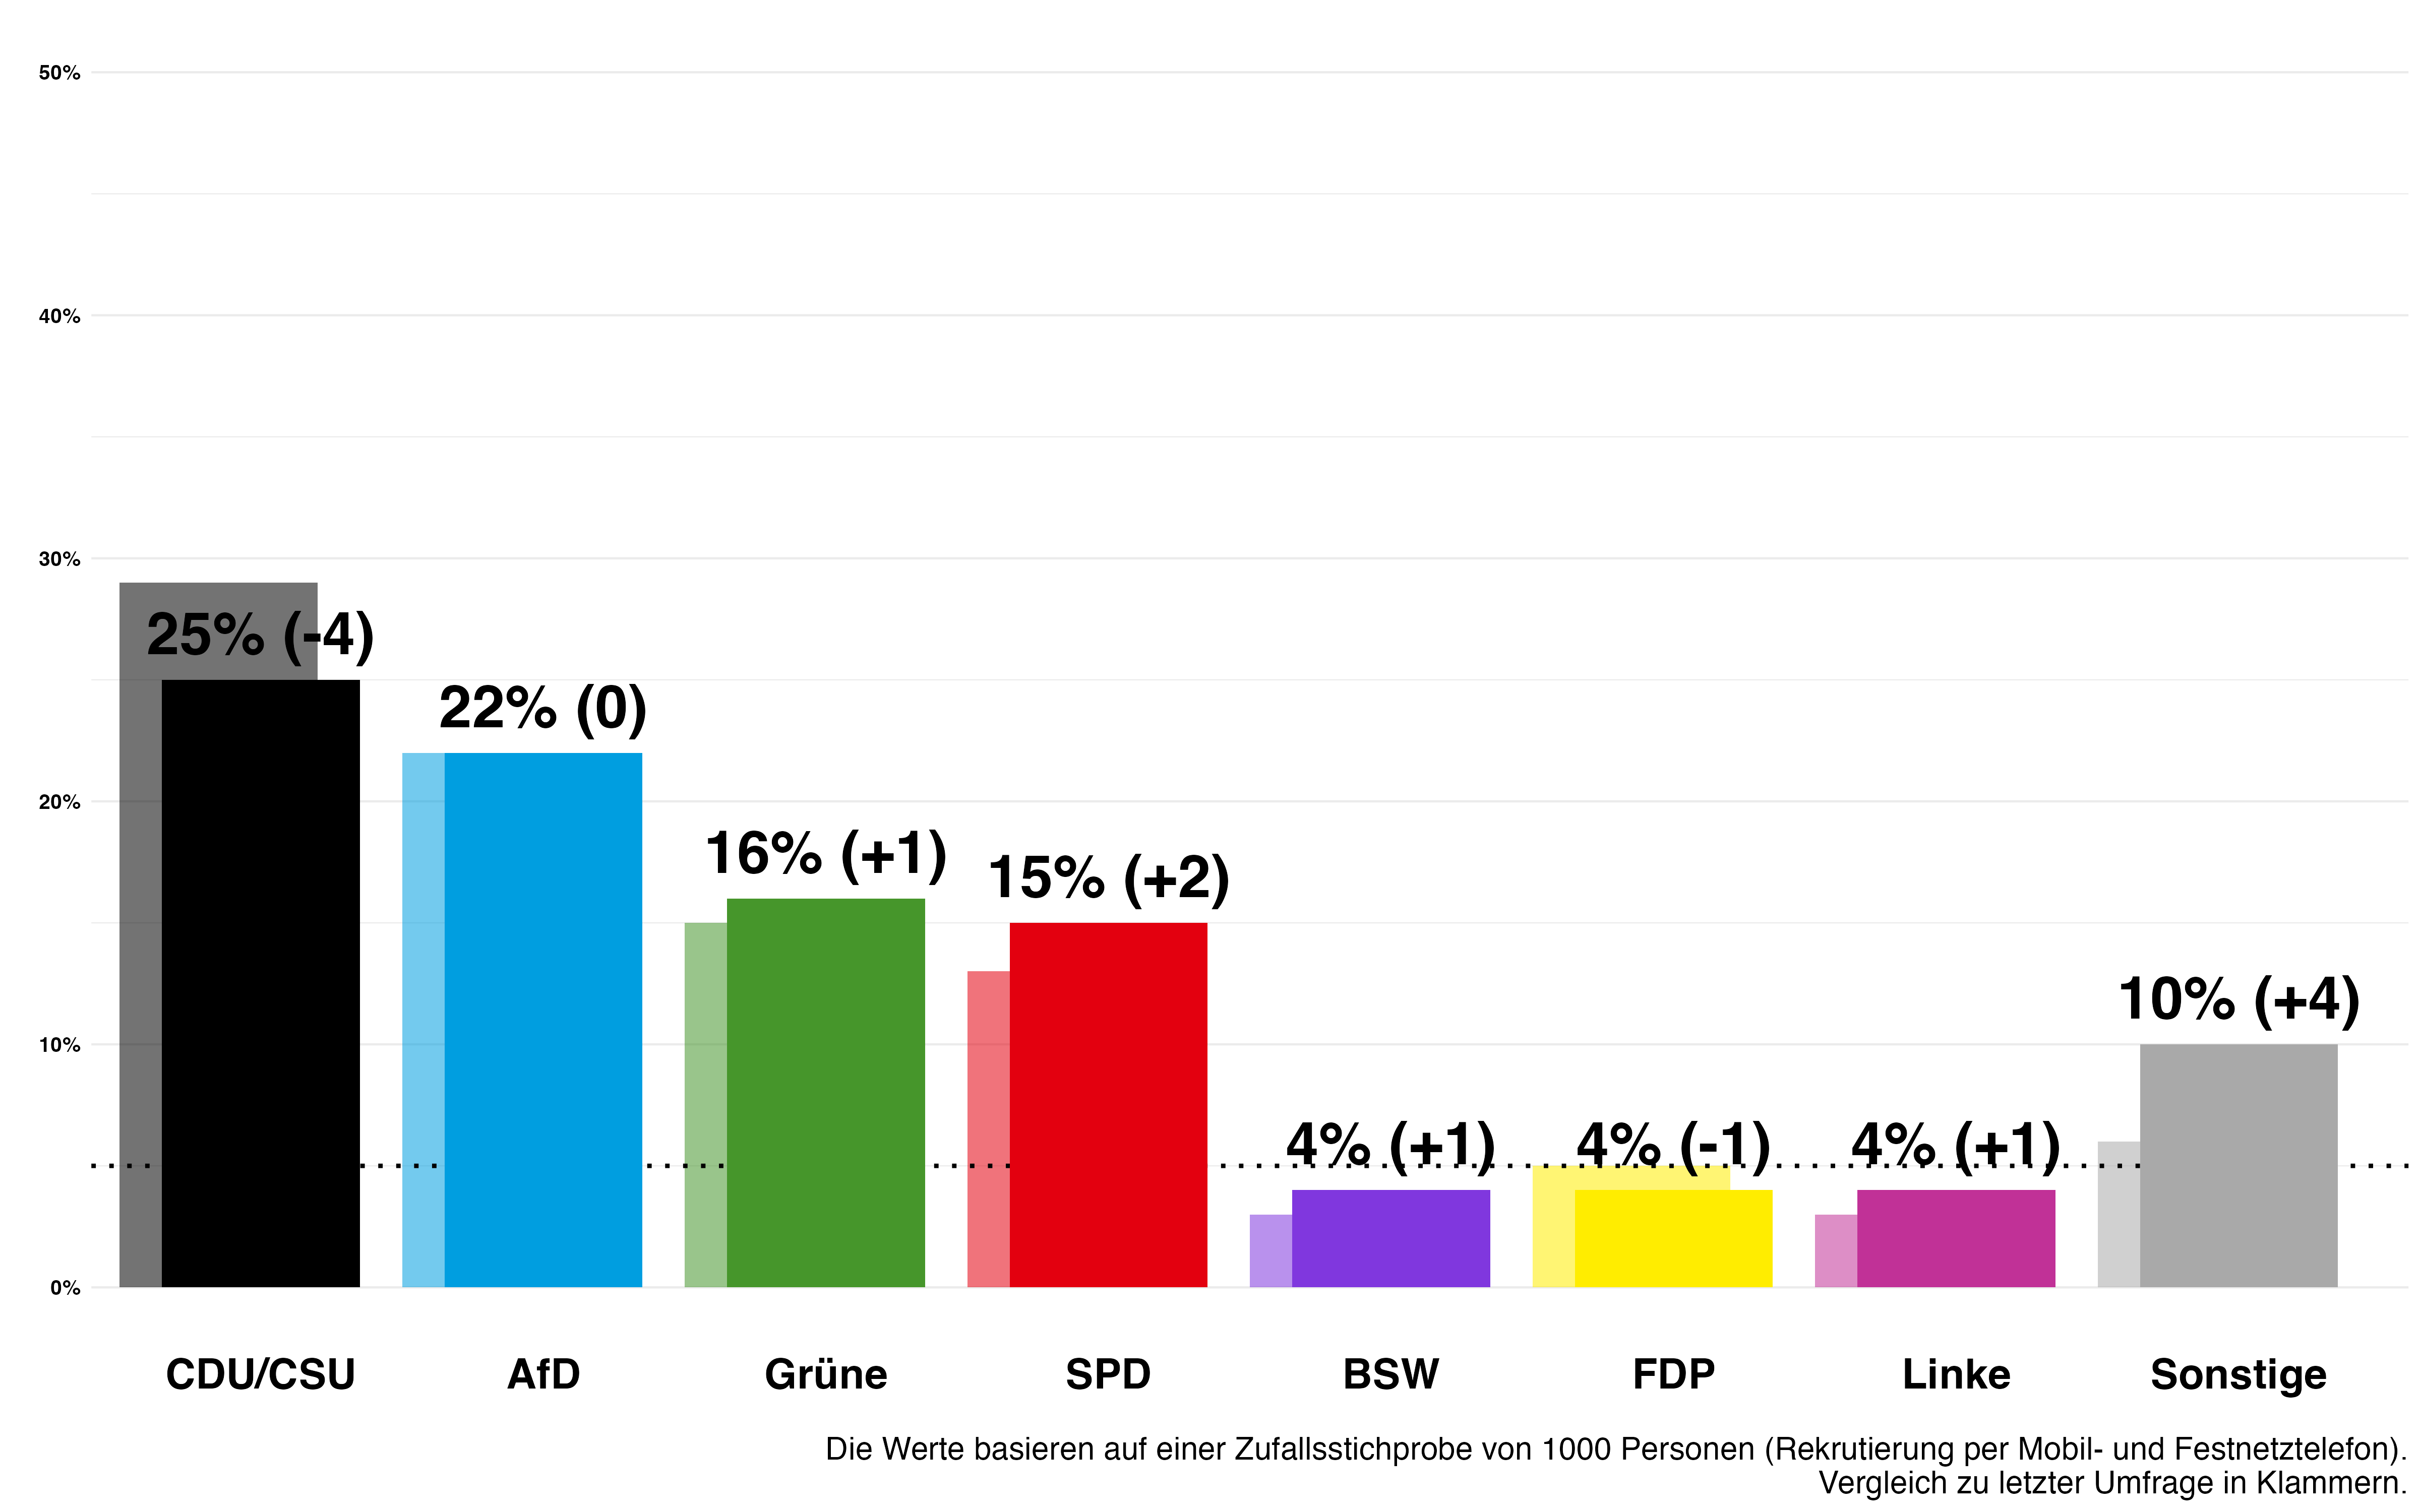 50%
40%
30%
20%
10%
0%
25% (-4)
22% (0)
16% (+1)
15% (+2)
4% (+1)
4% (-1)
4% (+1)
10% (+4)
CDU/CSU
AfD
Grüne
SPD
BSW
FDP
Linke
Sonstige
Die Werte basieren auf einer Zufallsstichprobe von 1000 Personen (Rekrutierung per Mobil- und Festnetztelefon).
Vergleich zu letzter Umfrage in Klammern.